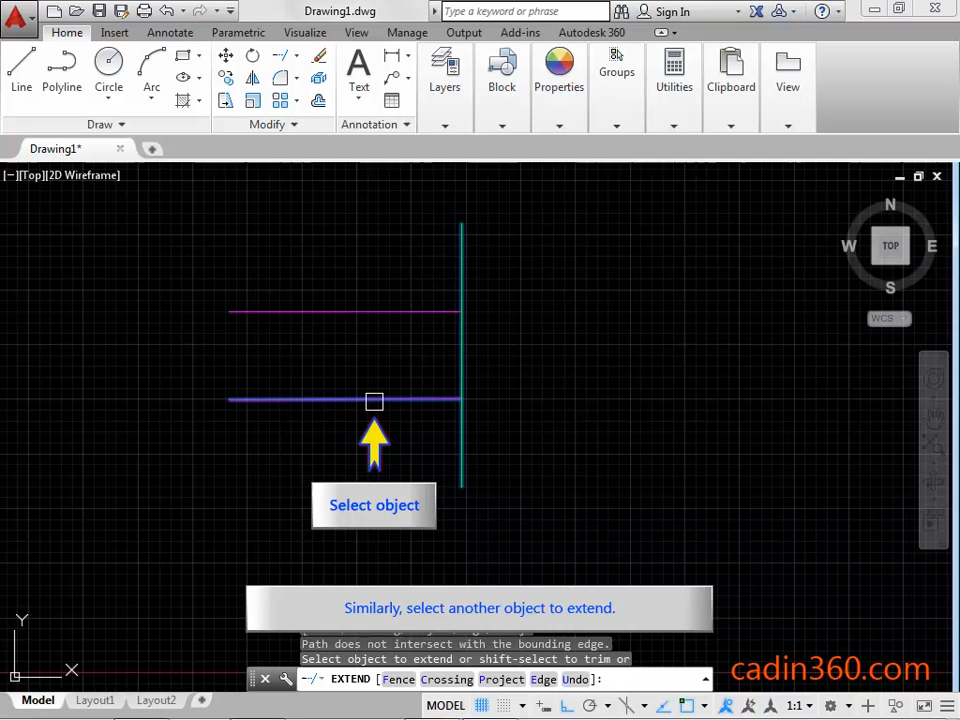 Drawing1.dwg
Type a keyword or phrase
Sign In
Home Insert Annotate Parametric View Manage Output Add-ins Autodesk 360
Visualize
Line Polyline Circle Arc
Text
Layers Block Properties Groups Utilities Clipboard View
Draw Modify Annotation
Drawing1*
[−][Top][2D Wireframe]
N
W TOP E
S
WCS
Select object
Similarly, select another object to extend.
Path does not intersect with the bounding edge.
Select object to extend or shift-select to trim or
EXTEND [Fence Crossing Project Edge Undo]:
Y
X
cadin360.com
Model Layout1 Layout2
MODEL
1:1